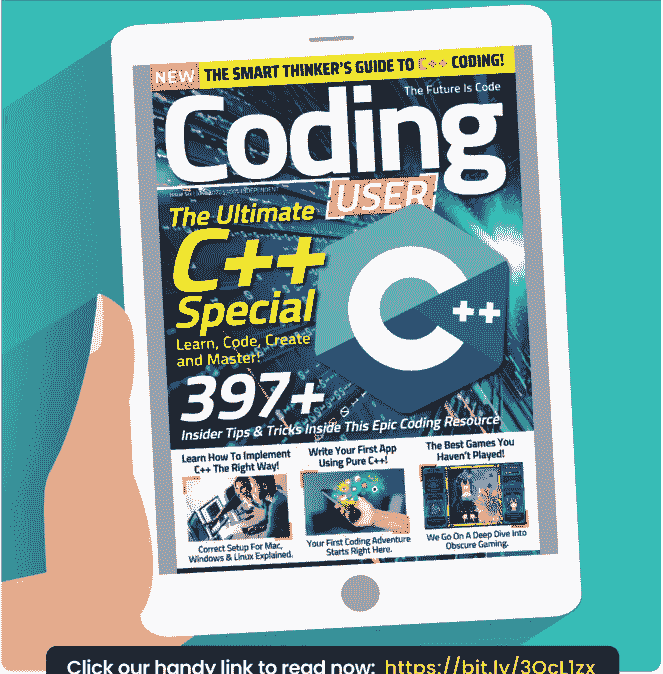 NEW THE SMART THINKER'S GUIDE TO C++ CODING!
The Future Is Code
Coding
USER
The Ultimate
C++
Special
Learn, Code, Create
and Master!
397+
Insider Tips & Tricks Inside This Epic Coding Resource
C++
Learn How To Implement
C++ The Right Way!
Correct Setup For Mac,
Windows & Linux Explained.
Write Your First App
Using Pure C++!
Your First Coding Adventure
Starts Right Here.
The Best Games You
Haven't Played!
We Go On A Deep Dive Into
Obscure Gaming.
Click our handy link to read now: https://bit.ly/3OcL1zx